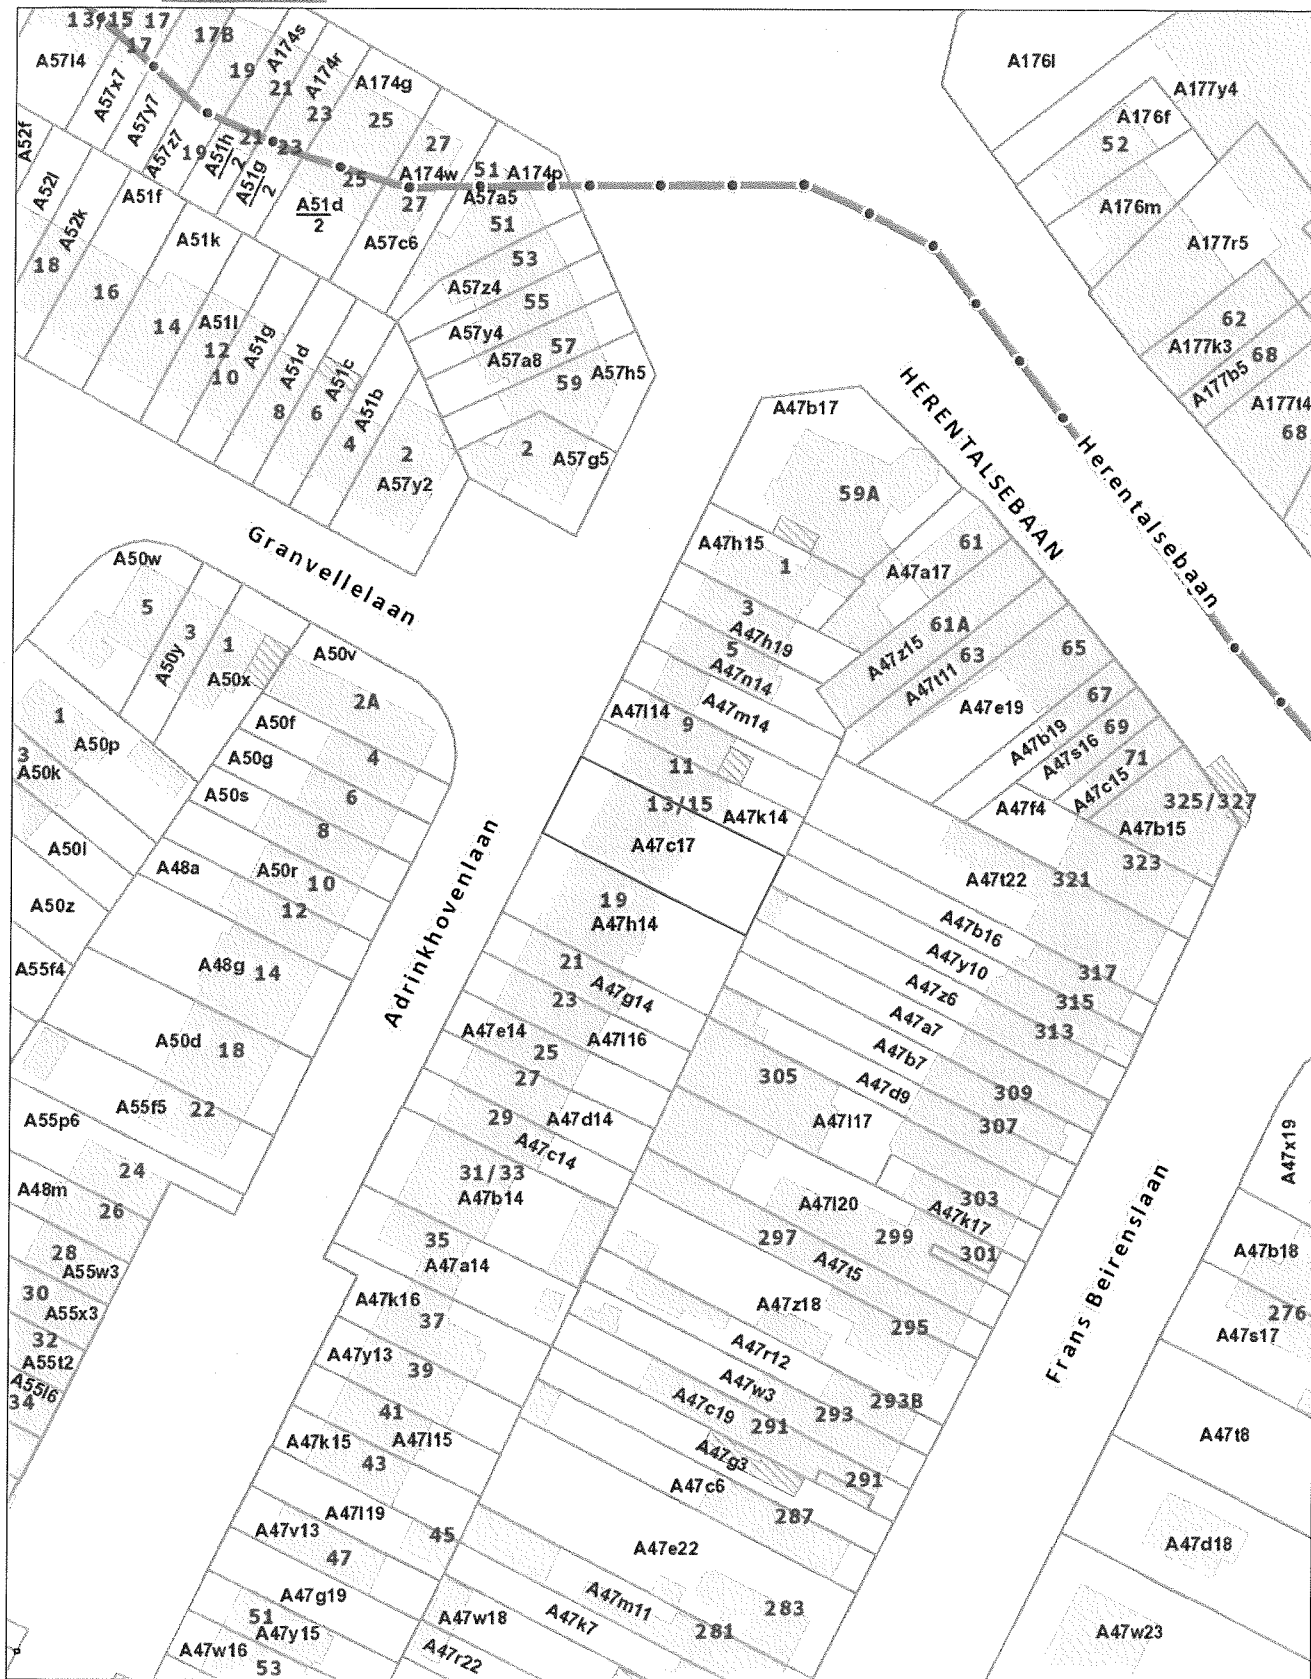 13/15 17
17
17B
A174s
A57l4
19
A174r
A174g
21
A57x7
23
25
A57y7
27
A52f
A57z7
19
A51h
2
21
23
A51g
2
25
A174w
27
51
A174p
A57a5
51
A52l
A51f
A51d
2
A52k
A51k
A57c6
53
18
16
A57z4
55
14
A51l
12
10
A51g
A51d
A51c
A51b
8
6
4
A57y4
A57a8
57
59
A57h5
2
A57y2
2
A57g5
A176l
A177y4
A176f
52
A176m
A177r5
62
A177k3
68
A177b5
A177t4
68
HERENTALSEBAAN
Herentalsebaan
A47b17
59A
Granvellelaan
A50w
5
3
A50y
1
A50x
A50v
2A
A47h15
1
3
A47h19
5
A47n14
A47m14
A47l14
9
11
A47a17
61
61A
A47z15
63
A47t11
65
A47e19
67
A47b19
69
A47s16
71
A47c15
325/327
A47f4
A47b15
323
1
A50p
3
A50k
A50f
4
A50g
6
A50s
8
A50l
A48a
A50r
10
12
A50z
A48g
14
A55f4
A50d
18
A55f5
22
A55p6
Adrinkhovenlaan
13/15
A47k14
A47c17
19
A47h14
21
A47g14
23
A47l16
A47e14
25
27
29
A47d14
A47c14
31/33
A47b14
35
A47a14
A47t22
321
A47b16
317
A47y10
315
A47z6
313
A47a7
A47b7
309
A47d9
307
305
A47l17
303
A47k17
A47l20
299
301
297
A47t5
Frans Beirenslaan
A47x19
A47b18
276
A47s17
24
A48m
26
28
A55w3
30
A55x3
32
A55t2
A55l6
34
A47k16
37
A47y13
39
41
A47k15
A47l15
43
A47z18
295
A47r12
A47w3
293B
A47c19
293
291
A47g3
291
A47c6
287
A47t8
A47l19
A47v13
45
47
A47e22
A47d18
A47g19
51
A47y15
A47w16
53
A47w18
A47r22
A47k7
A47m11
283
281
A47w23